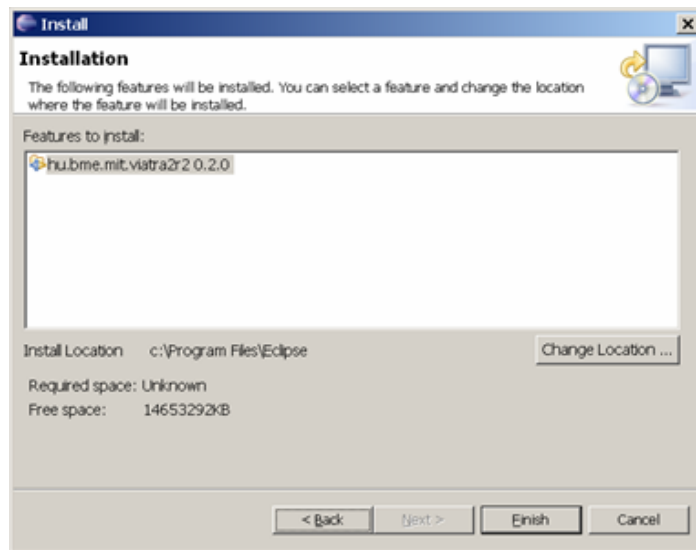 Install
Installation
The following features will be installed. You can select a feature and change the location
where the feature will be installed.
Features to install:
hu.bme.mit.viatra2r2 0.2.0
Install Location c:\Program Files\Eclipse
Change Location ...
Required space: Unknown
Free space: 14653292KB
< Back
Next >
Finish
Cancel